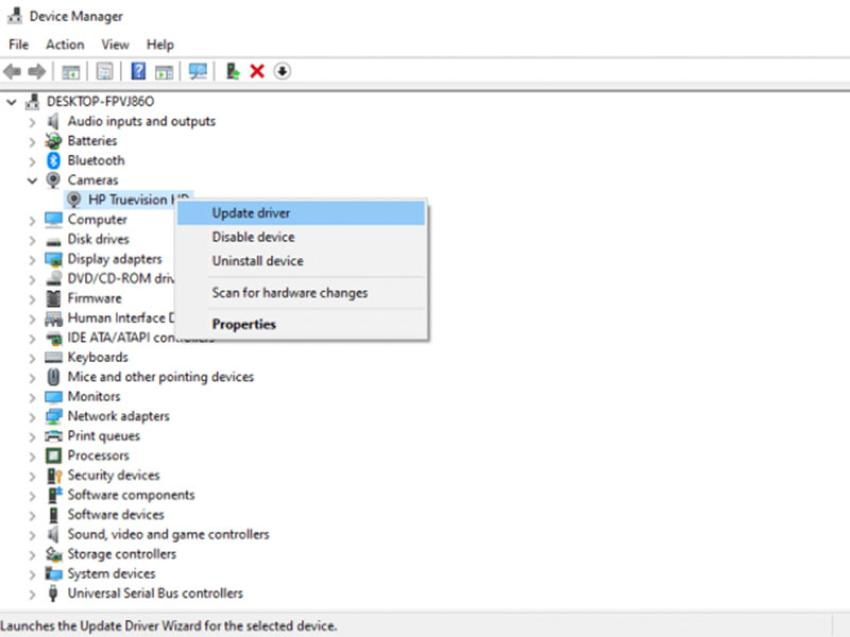 Device Manager
File Action View Help
DESKTOP-FPVJ86O
Audio inputs and outputs
Batteries
Bluetooth
Cameras
HP Truevision HD
Update driver
Computer
Disable device
Disk drives
Display adapters
Uninstall device
DVD/CD-ROM driv
Scan for hardware changes
Firmware
Human Interface D
Properties
IDE ATA/ATAPI controllers
Keyboards
Mice and other pointing devices
Monitors
Network adapters
Print queues
Processors
Security devices
Software components
Software devices
Sound, video and game controllers
Storage controllers
System devices
Universal Serial Bus controllers
Launches the Update Driver Wizard for the selected device.